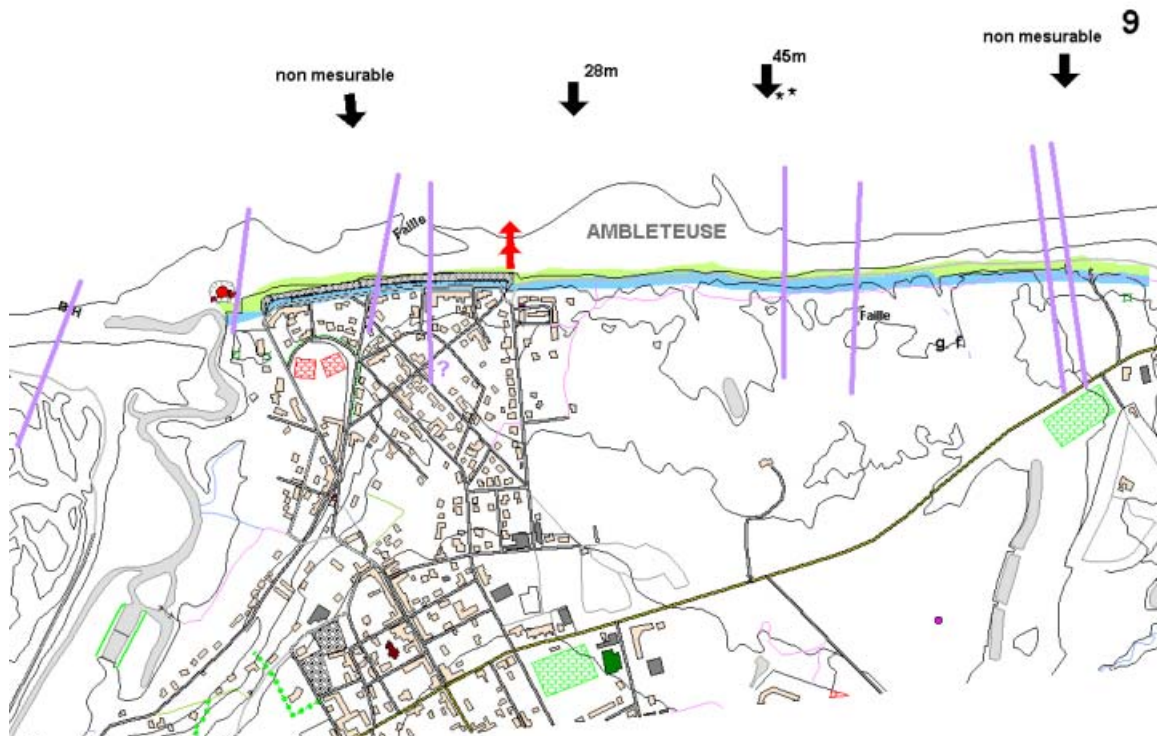 9
non mesurable
28m
45m
**
non mesurable
Faille
AMBLETEUSE
B H
Faille
g f
?